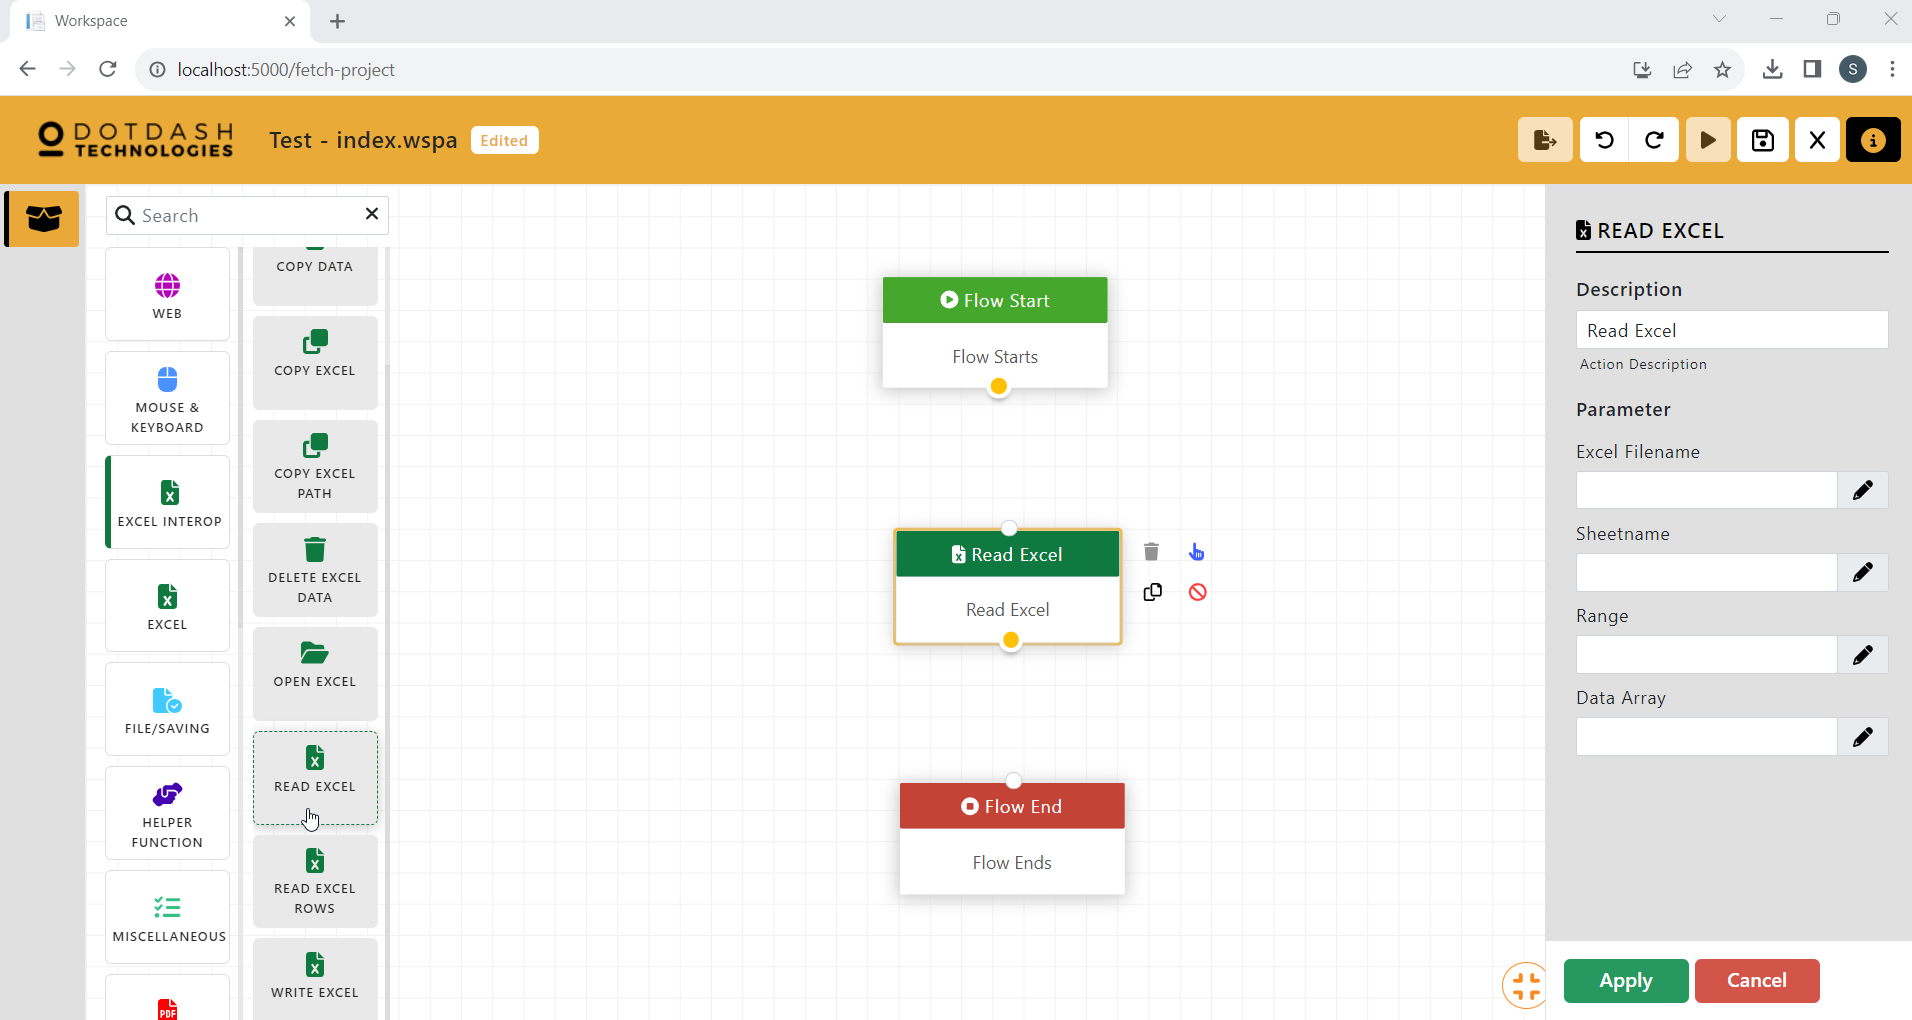 Workspace
localhost:5000/fetch-project
S
DOTDASH
TECHNOLOGIES
Test - index.wspa
Edited
Search
WEB
MOUSE &
KEYBOARD
EXCEL INTEROP
EXCEL
FILE/SAVING
HELPER
FUNCTION
MISCELLANEOUS
PDF
COPY DATA
COPY EXCEL
COPY EXCEL
PATH
DELETE EXCEL
DATA
OPEN EXCEL
READ EXCEL
READ EXCEL
ROWS
WRITE EXCEL
Flow Start
Flow Starts
Read Excel
Read Excel
Flow End
Flow Ends
READ EXCEL
Description
Read Excel
Action Description
Parameter
Excel Filename
Sheetname
Range
Data Array
Apply
Cancel